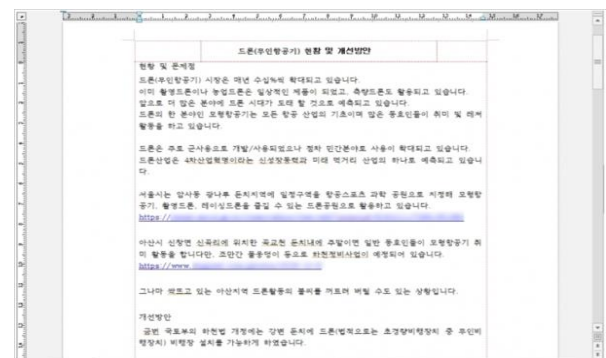 드론(무인항공기) 현황 및 개선방안
현황 및 문제점
드론(무인항공기) 시장은 매년 수십%씩 확대되고 있습니다.
이미 촬영드론이나 농업드론은 일상적인 제품이 되었고, 측량드론도 활용되고 있습니다.
앞으로 더 많은 분야에 드론 시대가 도래 할 것으로 예측되고 있습니다.
드론의 한 분야인 모형항공기는 모든 항공 산업의 기초이며 많은 동호인들이 취미 및 레저
활동을 하고 있습니다.
드론은 주로 군사용으로 개발/사용되었으나 점차 민간분야로 사용이 확대되고 있습니다.
드론산업은 4차산업혁명이라는 신성장동력과 미래 먹거리 산업의 하나로 예측되고 있습니
다.
서울시는 암사동 광나루 둔치지역에 일정구역을 항공스포츠 과학 공원으로 지정해 모형항
공기, 촬영드론, 레이싱드론을 즐길 수 있는 드론공원으로 활용하고 있습니다.
https://
아산시 신창면 신곡리에 위치한 곡교천 둔치내에 주말이면 일반 동호인들이 모형항공기 취
미 활동을 합니다만, 조만간 물웅덩이 등으로 하천정비사업이 예정되어 있습니다.
https://www.
그나마 있는 아산지역 드론활동의 불씨를 꺼트려 버릴 수도 있는 상황입니다.
개선방안
금번 국토부의 하천법 개정에는 강변 둔치에 드론(법적으로는 초경량비행장치 중 무인비
행장치) 비행장 설치를 가능하게 하였습니다.